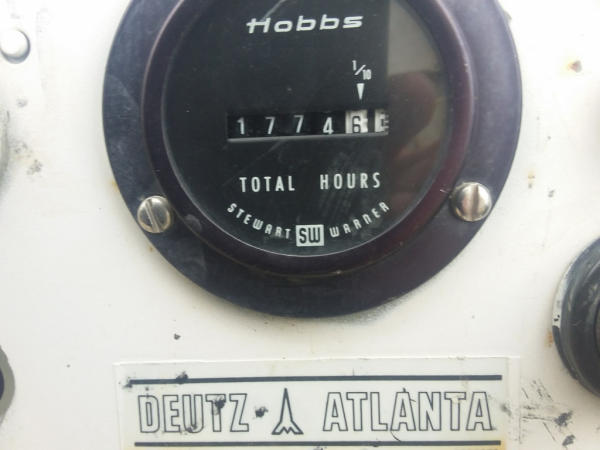 Hobbs
1/10
17746
TOTAL HOURS
STEWART SW WARNER
DEUTZ ATLANTA